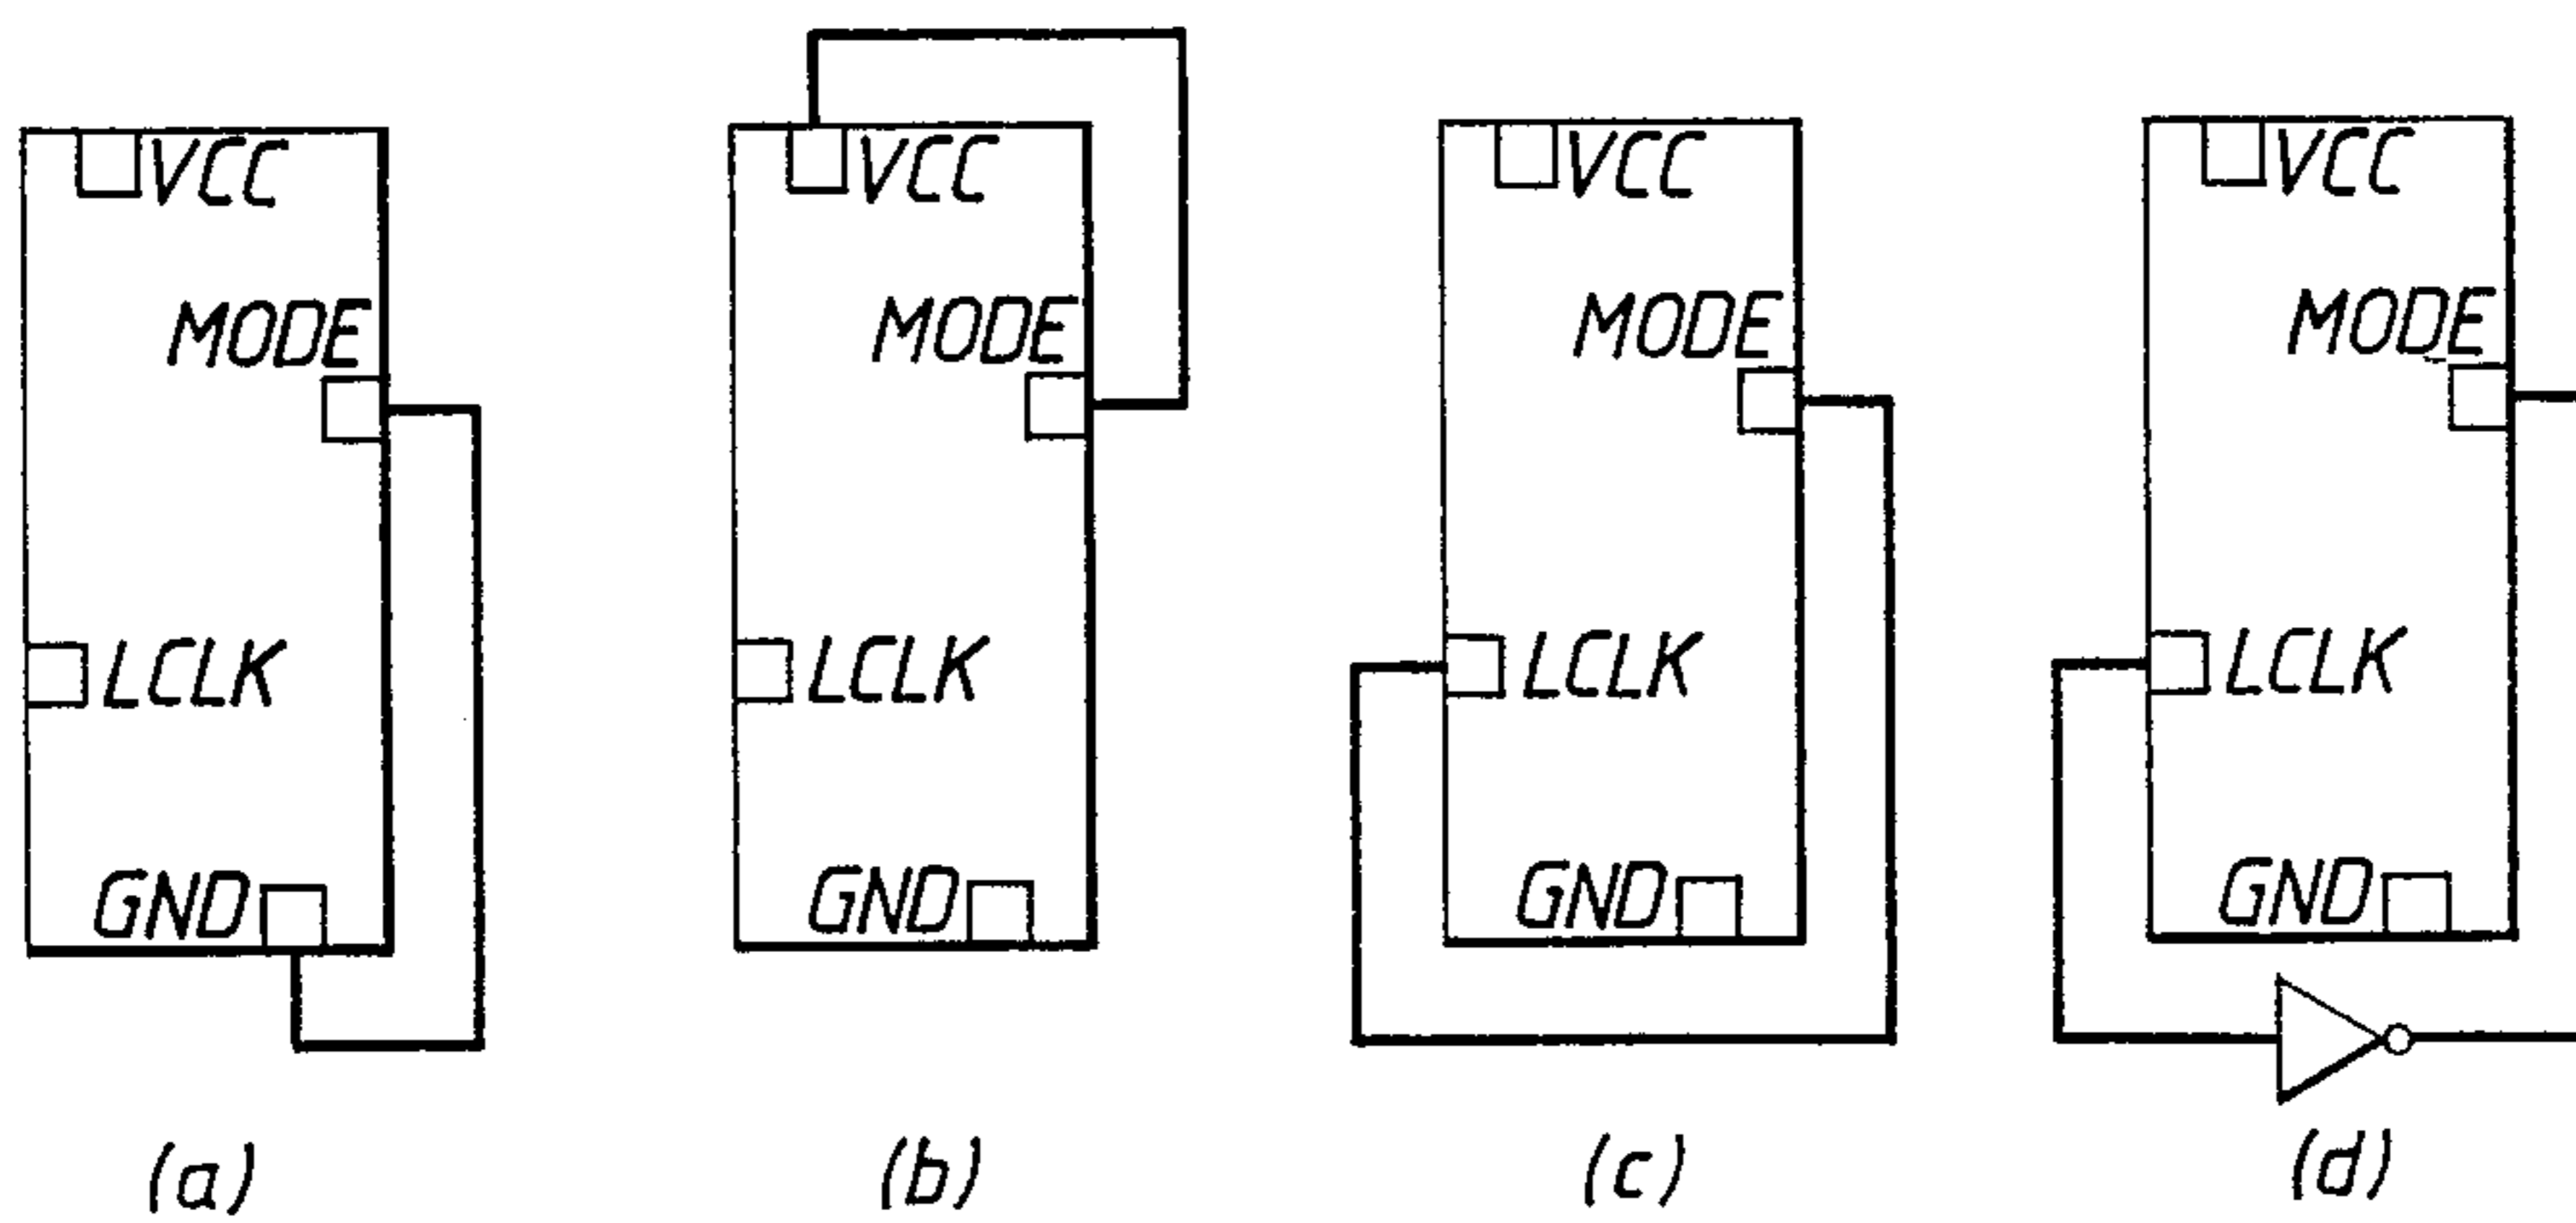 VCC
MODE
LCLK
GND
(a)
VCC
MODE
LCLK
GND
(b)
VCC
MODE
LCLK
GND
(c)
VCC
MODE
LCLK
GND
(d)